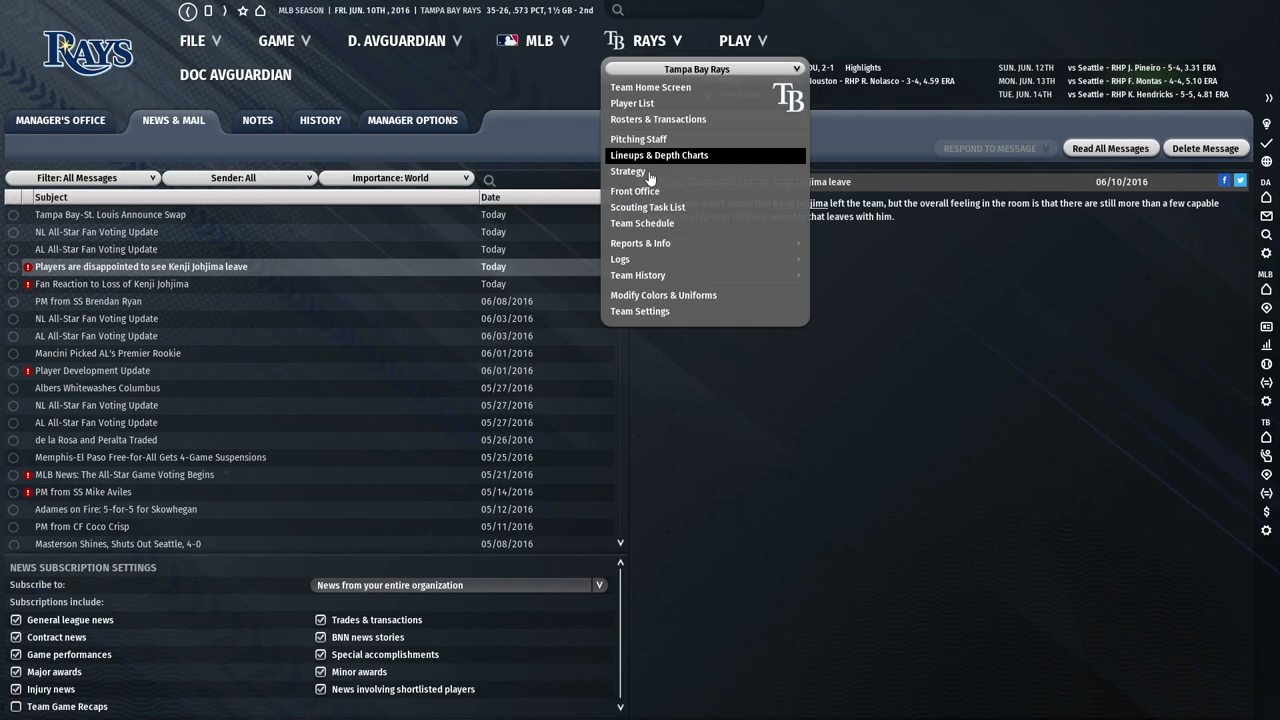 MLB SEASON | FRI. JUN. 10TH , 2016 | TAMPA BAY RAYS 35-26, .573 PCT, 1½ GB - 2nd
RAYS
FILE
GAME
D. AVGUARDIAN
MLB
TB RAYS
PLAY
DOC AVGUARDIAN
OU, 2-1 Highlights
ouston - RHP R. Nolasco - 3-4, 4.59 ERA
SUN. JUN. 12TH vs Seattle - RHP J. Pineiro - 5-4, 3.31 ERA
MON. JUN. 13TH vs Seattle - RHP F. Montas - 4-4, 5.10 ERA
TUE. JUN. 14TH vs Seattle - RHP K. Hendricks - 5-5, 4.81 ERA
Tampa Bay Rays
Team Home Screen
Player List
Rosters & Transactions
TB
Pitching Staff
Lineups & Depth Charts
Strategy
Front Office
Scouting Task List
Team Schedule
Reports & Info
Logs
Team History
Modify Colors & Uniforms
Team Settings
MANAGER'S OFFICE
NEWS & MAIL
NOTES
HISTORY
MANAGER OPTIONS
RESPOND TO MESSAGE
Read All Messages
Delete Message
Filter: All Messages
Sender: All
Importance: World
Subject Date
Tampa Bay-St. Louis Announce Swap Today
NL All-Star Fan Voting Update Today
AL All-Star Fan Voting Update Today
Players are disappointed to see Kenji Johjima leave Today
Fan Reaction to Loss of Kenji Johjima Today
PM from SS Brendan Ryan 06/08/2016
NL All-Star Fan Voting Update 06/03/2016
AL All-Star Fan Voting Update 06/03/2016
Mancini Picked AL's Premier Rookie 06/01/2016
Player Development Update 06/01/2016
Albers Whitewashes Columbus 05/27/2016
NL All-Star Fan Voting Update 05/27/2016
AL All-Star Fan Voting Update 05/27/2016
de la Rosa and Peralta Traded 05/26/2016
Memphis-El Paso Free-for-All Gets 4-Game Suspensions 05/25/2016
MLB News: The All-Star Game Voting Begins 05/21/2016
PM from SS Mike Aviles 05/14/2016
Adames on Fire: 5-for-5 for Skowhegan 05/12/2016
PM from CF Coco Crisp 05/11/2016
Masterson Shines, Shuts Out Seattle, 4-0 05/08/2016
jima leave 06/10/2016
left the team, but the overall feeling in the room is that there are still more than a few capable
that leaves with him.
NEWS SUBSCRIPTION SETTINGS
Subscribe to: News from your entire organization
Subscriptions include:
General league news Trades & transactions
Contract news BNN news stories
Game performances Special accomplishments
Major awards Minor awards
Injury news News involving shortlisted players
Team Game Recaps
DA
MLB
TB